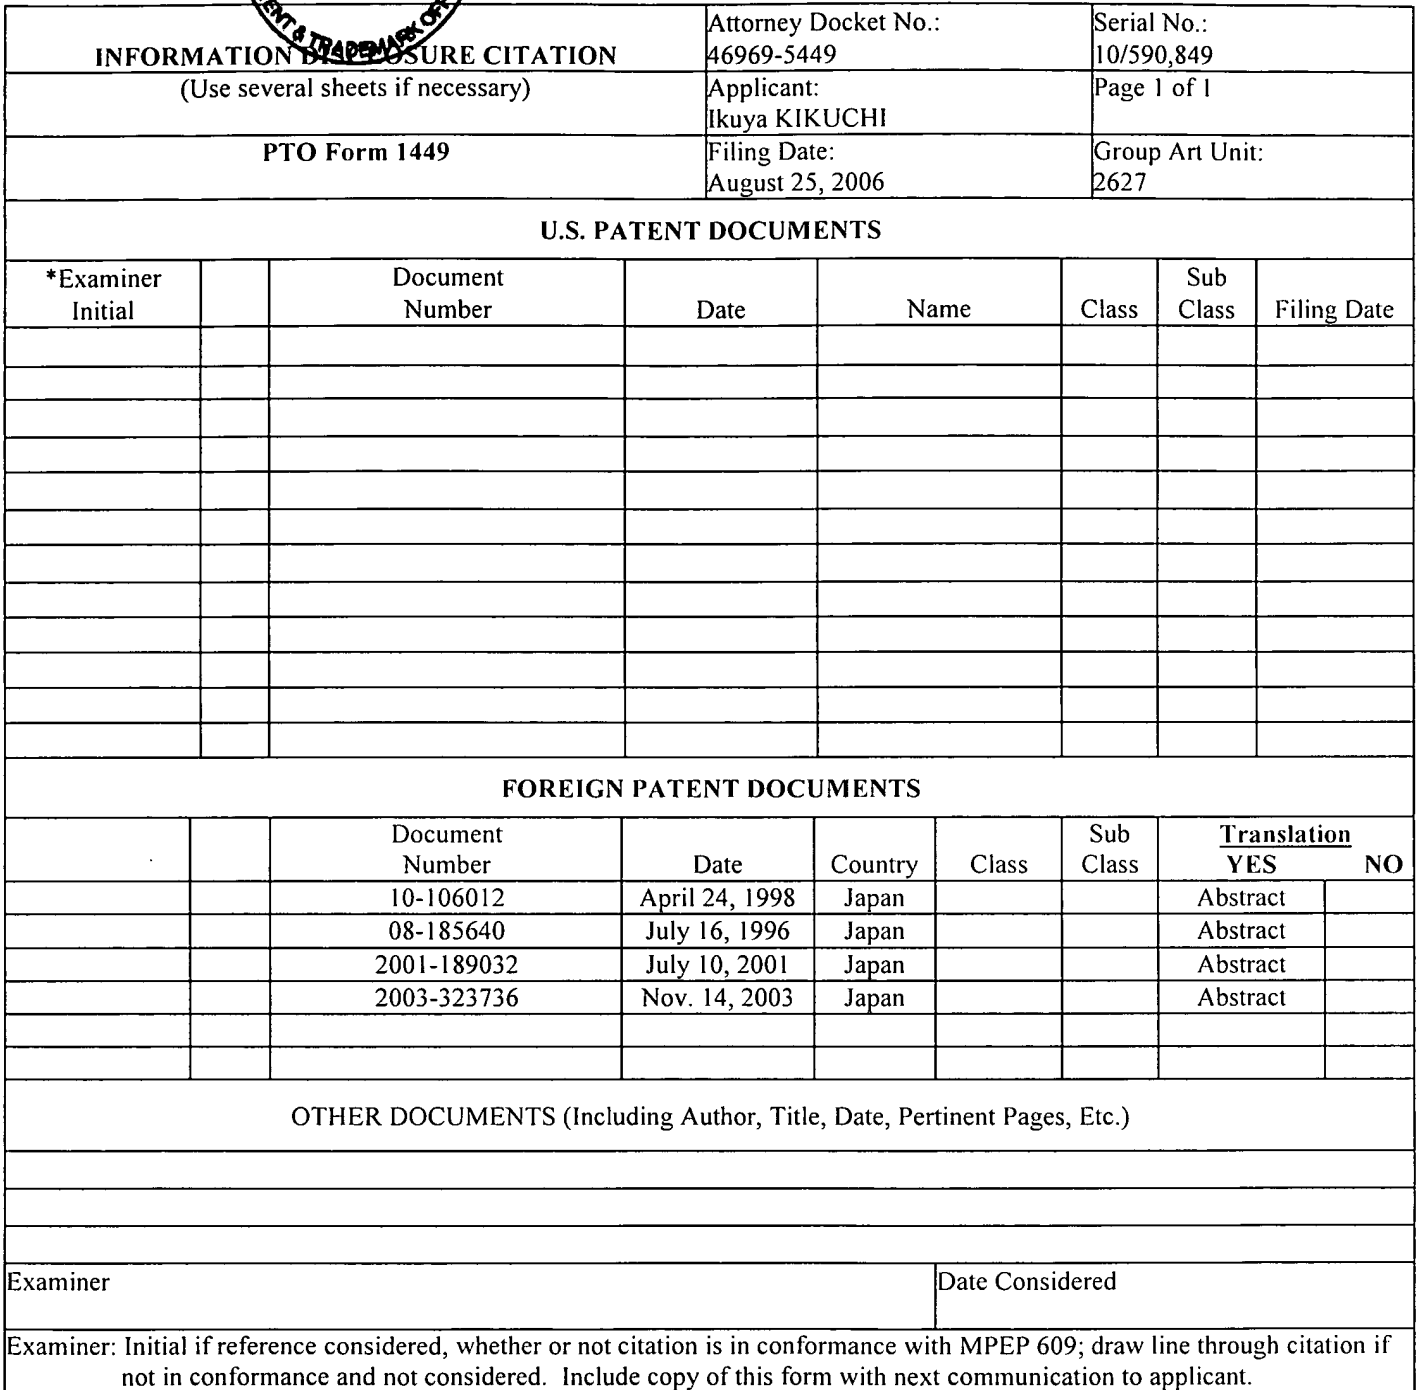 ENT & TRADEMARK OF
INFORMATION DISCLOSURE CITATION
(Use several sheets if necessary)
PTO Form 1449
Attorney Docket No.:
46969-5449
Serial No.:
10/590,849
Applicant:
Ikuya KIKUCHI
Page 1 of 1
Filing Date:
August 25, 2006
Group Art Unit:
2627
U.S. PATENT DOCUMENTS
*Examiner
Initial
Document
Number
Date
Name
Class
Sub
Class
Filing Date
FOREIGN PATENT DOCUMENTS
Document
Number
Date
Country
Class
Sub
Class
Translation
YES NO
10-106012 April 24, 1998 Japan Abstract
08-185640 July 16, 1996 Japan Abstract
2001-189032 July 10, 2001 Japan Abstract
2003-323736 Nov. 14, 2003 Japan Abstract
OTHER DOCUMENTS (Including Author, Title, Date, Pertinent Pages, Etc.)
Examiner
Date Considered
Examiner: Initial if reference considered, whether or not citation is in conformance with MPEP 609; draw line through citation if
not in conformance and not considered. Include copy of this form with next communication to applicant.